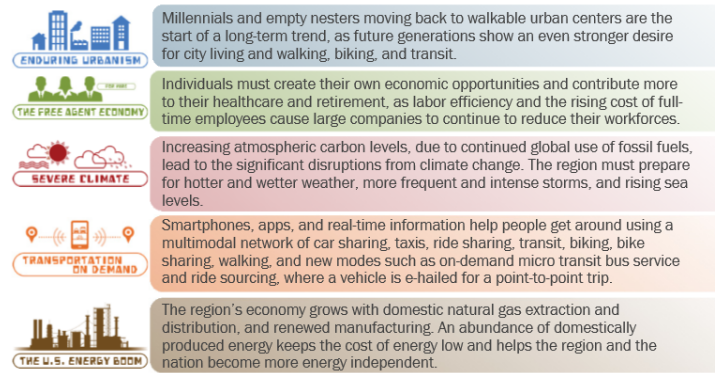 Millennials and empty nesters moving back to walkable urban centers are the
start of a long-term trend, as future generations show an even stronger desire
for city living and walking, biking, and transit.
ENDURING URBANISM
Individuals must create their own economic opportunities and contribute more
to their healthcare and retirement, as labor efficiency and the rising cost of full-
time employees cause large companies to continue to reduce their workforces.
FOR HIRE
THE FREE AGENT ECONOMY
Increasing atmospheric carbon levels, due to continued global use of fossil fuels,
lead to the significant disruptions from climate change. The region must prepare
for hotter and wetter weather, more frequent and intense storms, and rising sea
levels.
SEVERE CLIMATE
Smartphones, apps, and real-time information help people get around using a
multimodal network of car sharing, taxis, ride sharing, transit, biking, bike
sharing, walking, and new modes such as on-demand micro transit bus service
and ride sourcing, where a vehicle is e-hailed for a point-to-point trip.
TRANSPORTATION
ON DEMAND
The region's economy grows with domestic natural gas extraction and
distribution, and renewed manufacturing. An abundance of domestically
produced energy keeps the cost of energy low and helps the region and the
nation become more energy independent.
THE U.S. ENERGY BOOM